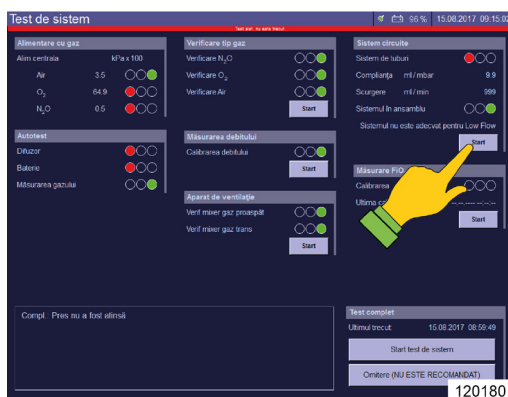 Test de sistem
96 %
15.08.2017 09:15:02
Test sist. nu este trecut
Alimentare cu gaz
Alim centrala kPa x 100
Air 3.5
O2 64.9
N2O 0.5
Autotest
Difuzor
Baterie
Măsurarea gazului
Verificare tip gaz
Verificare N2O
Verificare O2
Verificare Air
Start
Măsurarea debitului
Calibrarea debitului
Start
Aparat de ventilație
Verif mixer gaz proaspăt
Verif mixer gaz trans
Start
Sistem circuite
Sistem de tuburi
Complianța ml/mbar 9.9
Scurgere ml/min 999
Sistemul în ansamblu
Sistemul nu este adecvat pentru Low Flow
Start
Măsurare FiO
Calibrarea
Ultima
Start
Compl.: Pres nu a fost atinsă
Test complet
Ultimul trecut: 15.08.2017 08:59:49
Start test de sistem
Omitere (NU ESTE RECOMANDAT)
120180